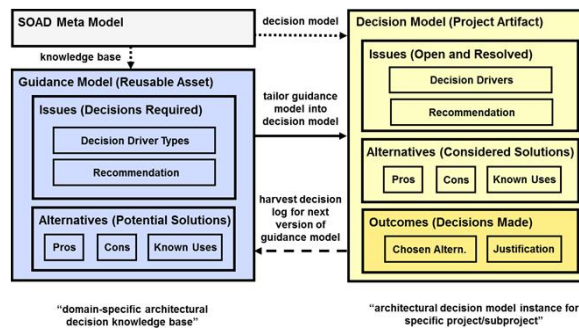 SOAD Meta Model
decision model
knowledge base
Guidance Model (Reusable Asset)
Issues (Decisions Required)
Decision Driver Types
Recommendation
Alternatives (Potential Solutions)
Pros
Cons
Known Uses
tailor guidance
model into
decision model
harvest decision
log for next
version of
guidance model
Decision Model (Project Artifact)
Issues (Open and Resolved)
Decision Drivers
Recommendation
Alternatives (Considered Solutions)
Pros
Cons
Known Uses
Outcomes (Decisions Made)
Chosen Altern.
Justification
“domain-specific architectural
decision knowledge base”
“architectural decision model instance for
specific project/subproject”